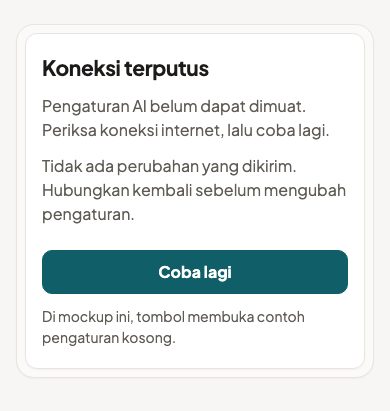 Koneksi terputus
Pengaturan AI belum dapat dimuat.
Periksa koneksi internet, lalu coba lagi.
Tidak ada perubahan yang dikirim.
Hubungkan kembali sebelum mengubah
pengaturan.
Coba lagi
Di mockup ini, tombol membuka contoh
pengaturan kosong.